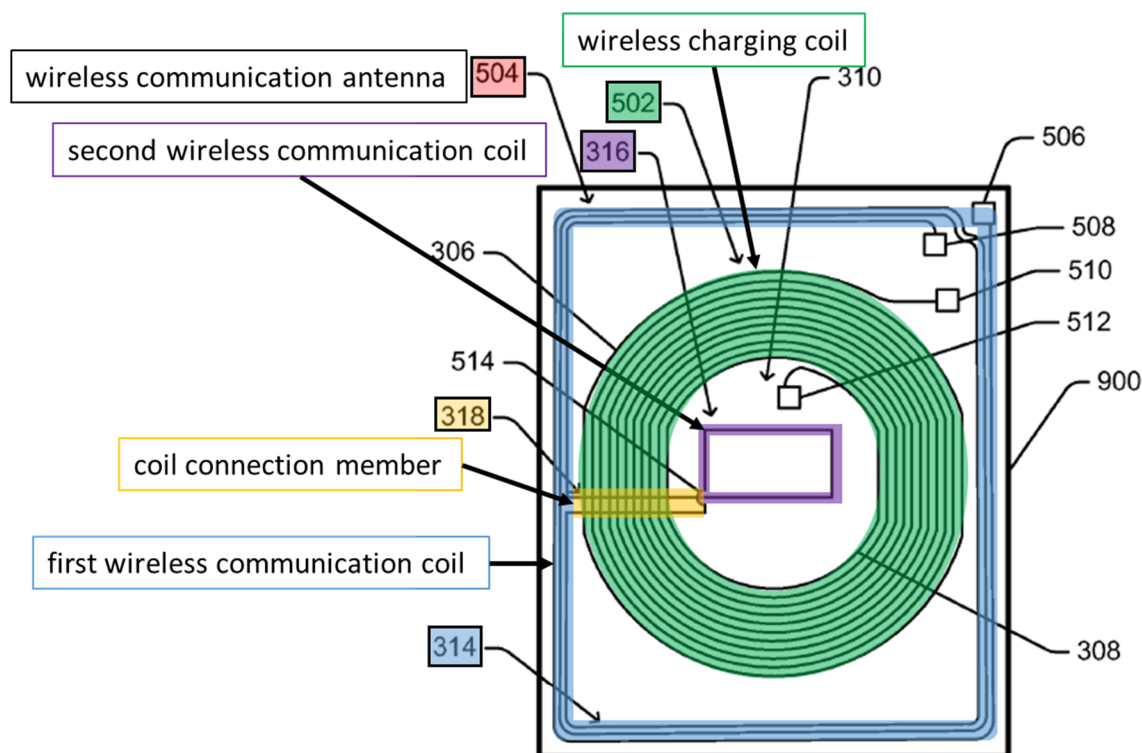 wireless charging coil
wireless communication antenna 504
310
502
second wireless communication coil 316
506
508
306
510
512
514
900
318
coil connection member
first wireless communication coil
314
308